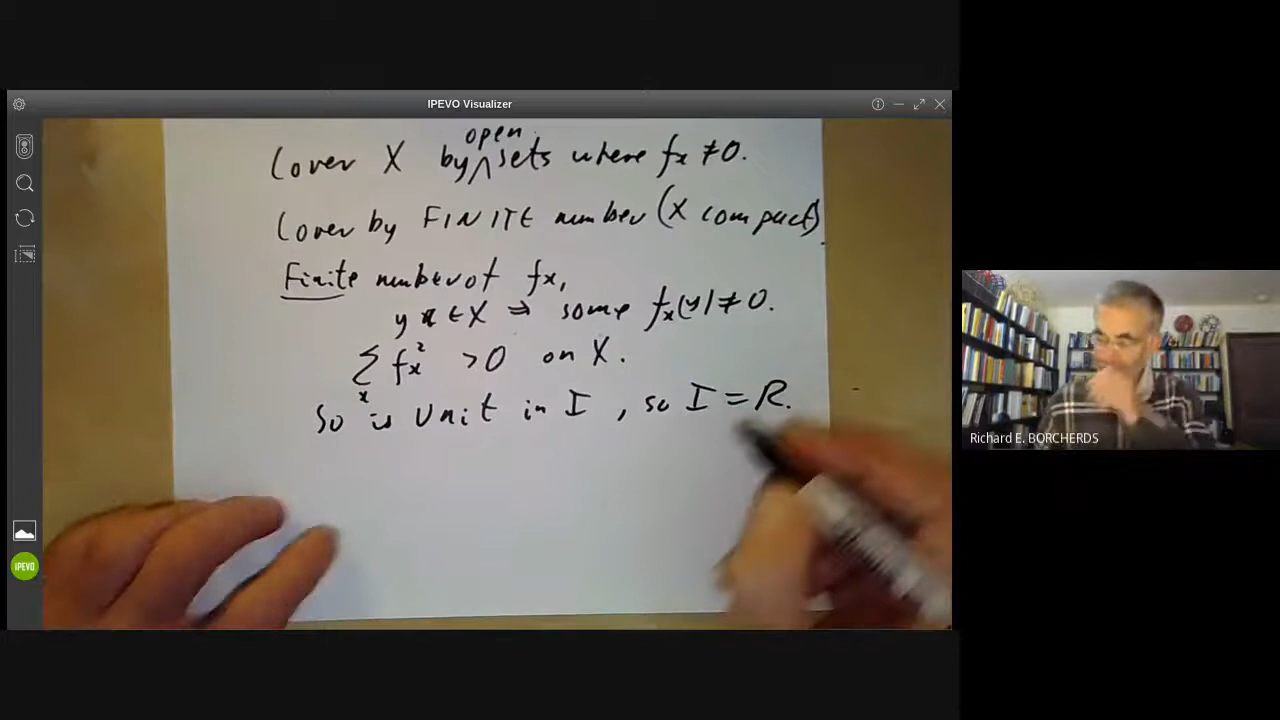 IPEVO Visualizer
open
Cover X by ∧ sets where fx ≠ 0.
Cover by FINITE number (X compact).
Finite number of fx,
y ∈ X ⇒ some fx(y) ≠ 0.
∑ fx² > 0 on X.
x
So is Unit in I, so I = R.
iPEVO
Richard E. BORCHERDS